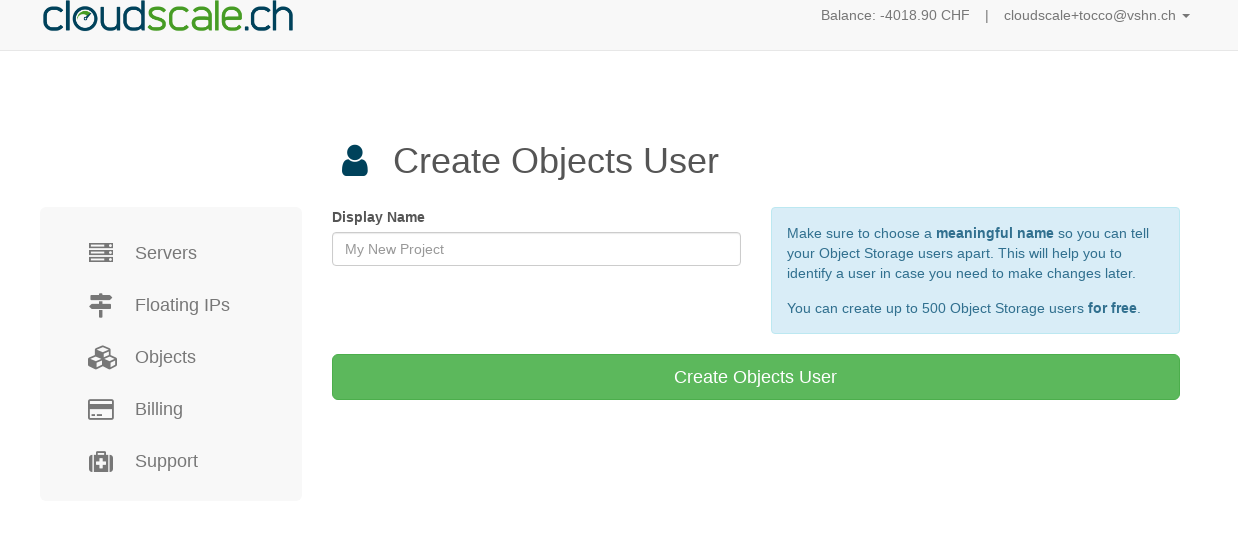 cloudscale.ch
Balance: -4018.90 CHF | cloudscale+tocco@vshn.ch
Create Objects User
Servers
Floating IPs
Objects
Billing
Support
Display Name
My New Project
Make sure to choose a meaningful name so you can tell
your Object Storage users apart. This will help you to
identify a user in case you need to make changes later.
You can create up to 500 Object Storage users for free.
Create Objects User